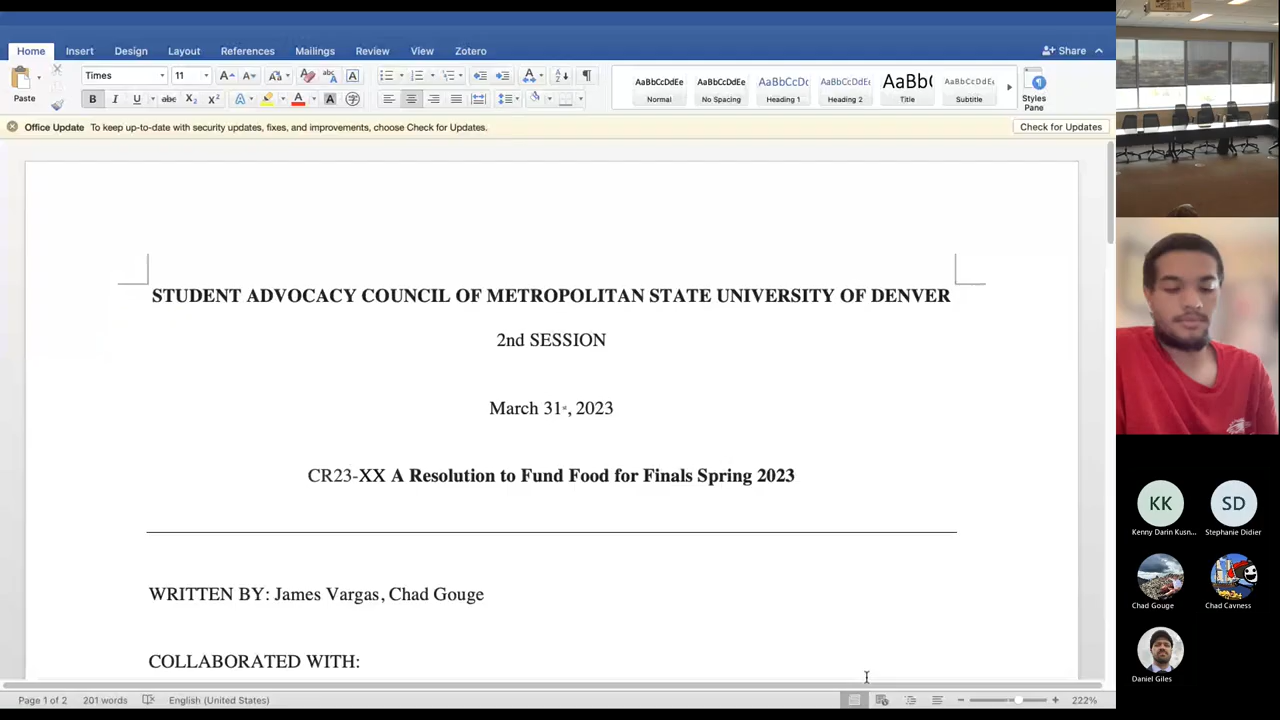 Home Insert Design Layout References Mailings Review View Zotero Share
Times 11
Paste
AaBbCcDdEe AaBbCcDdEe AaBbCcDc AaBbCcDdEe AaBb( AaBbCcDdEe
Normal No Spacing Heading 1 Heading 2 Title Subtitle Styles Pane
Office Update To keep up-to-date with security updates, fixes, and improvements, choose Check for Updates. Check for Updates
STUDENT ADVOCACY COUNCIL OF METROPOLITAN STATE UNIVERSITY OF DENVER
2nd SESSION
March 31st, 2023
CR23-XX A Resolution to Fund Food for Finals Spring 2023
WRITTEN BY: James Vargas, Chad Gouge
COLLABORATED WITH:
Page 1 of 2 201 words English (United States) 222%
KK SD
Kenny Darin Kusn... Stephanie Didier
Chad Gouge Chad Cavness
Daniel Giles